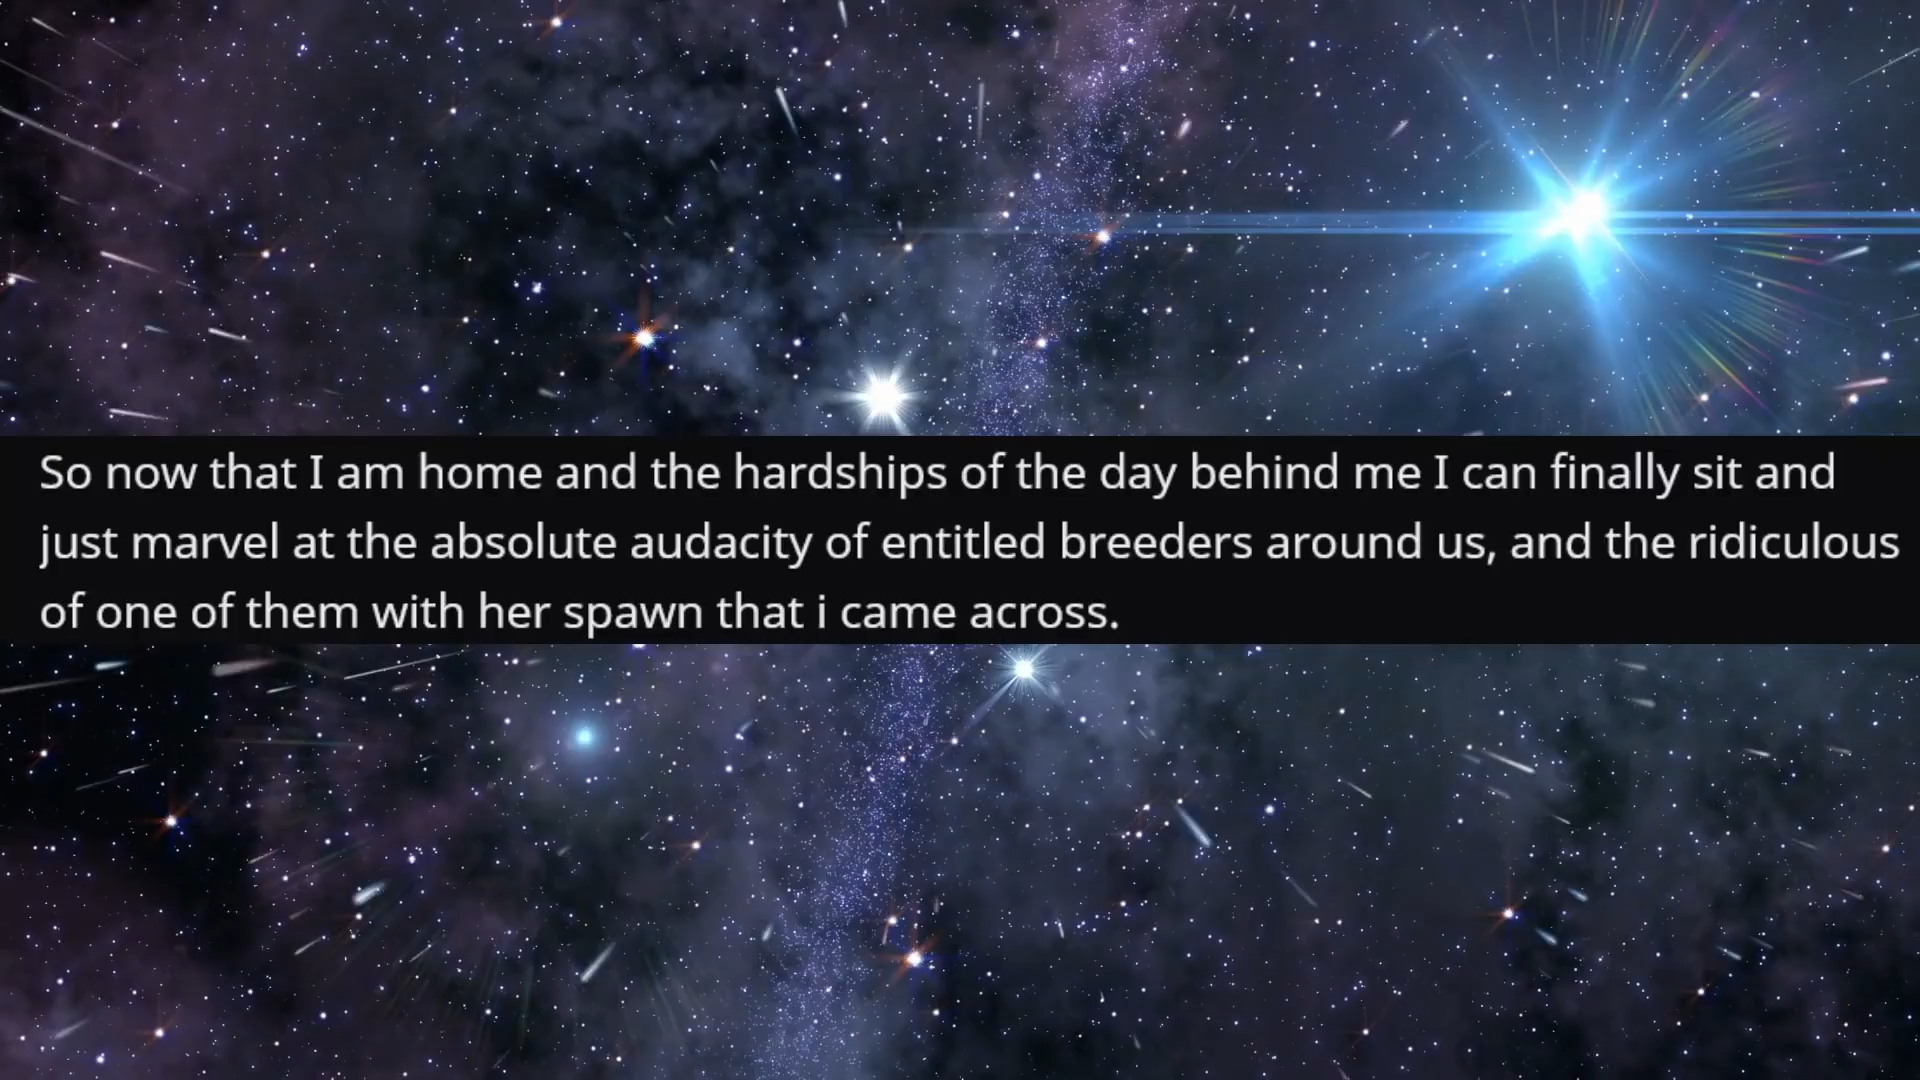 So now that I am home and the hardships of the day behind me I can finally sit and
just marvel at the absolute audacity of entitled breeders around us, and the ridiculous
of one of them with her spawn that i came across.